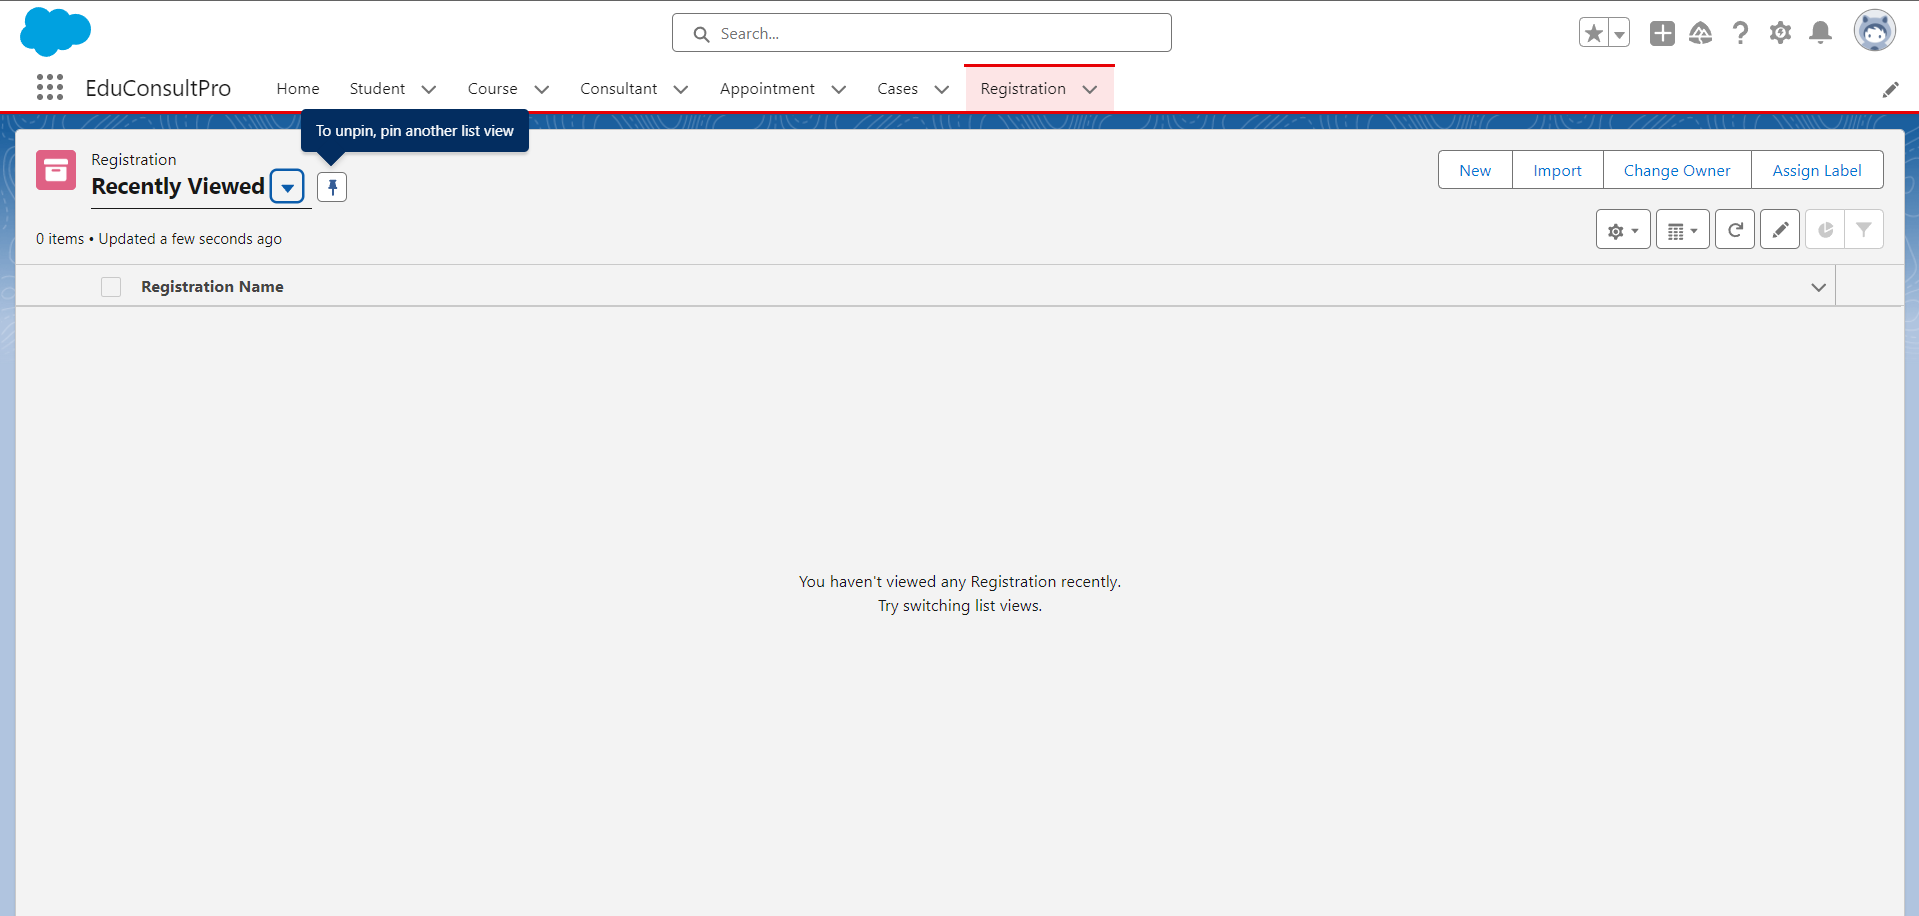 Search...
EduConsultPro
Home Student Course Consultant Appointment Cases Registration
To unpin, pin another list view
Registration
Recently Viewed
New Import Change Owner Assign Label
0 items • Updated a few seconds ago
Registration Name
You haven't viewed any Registration recently.
Try switching list views.